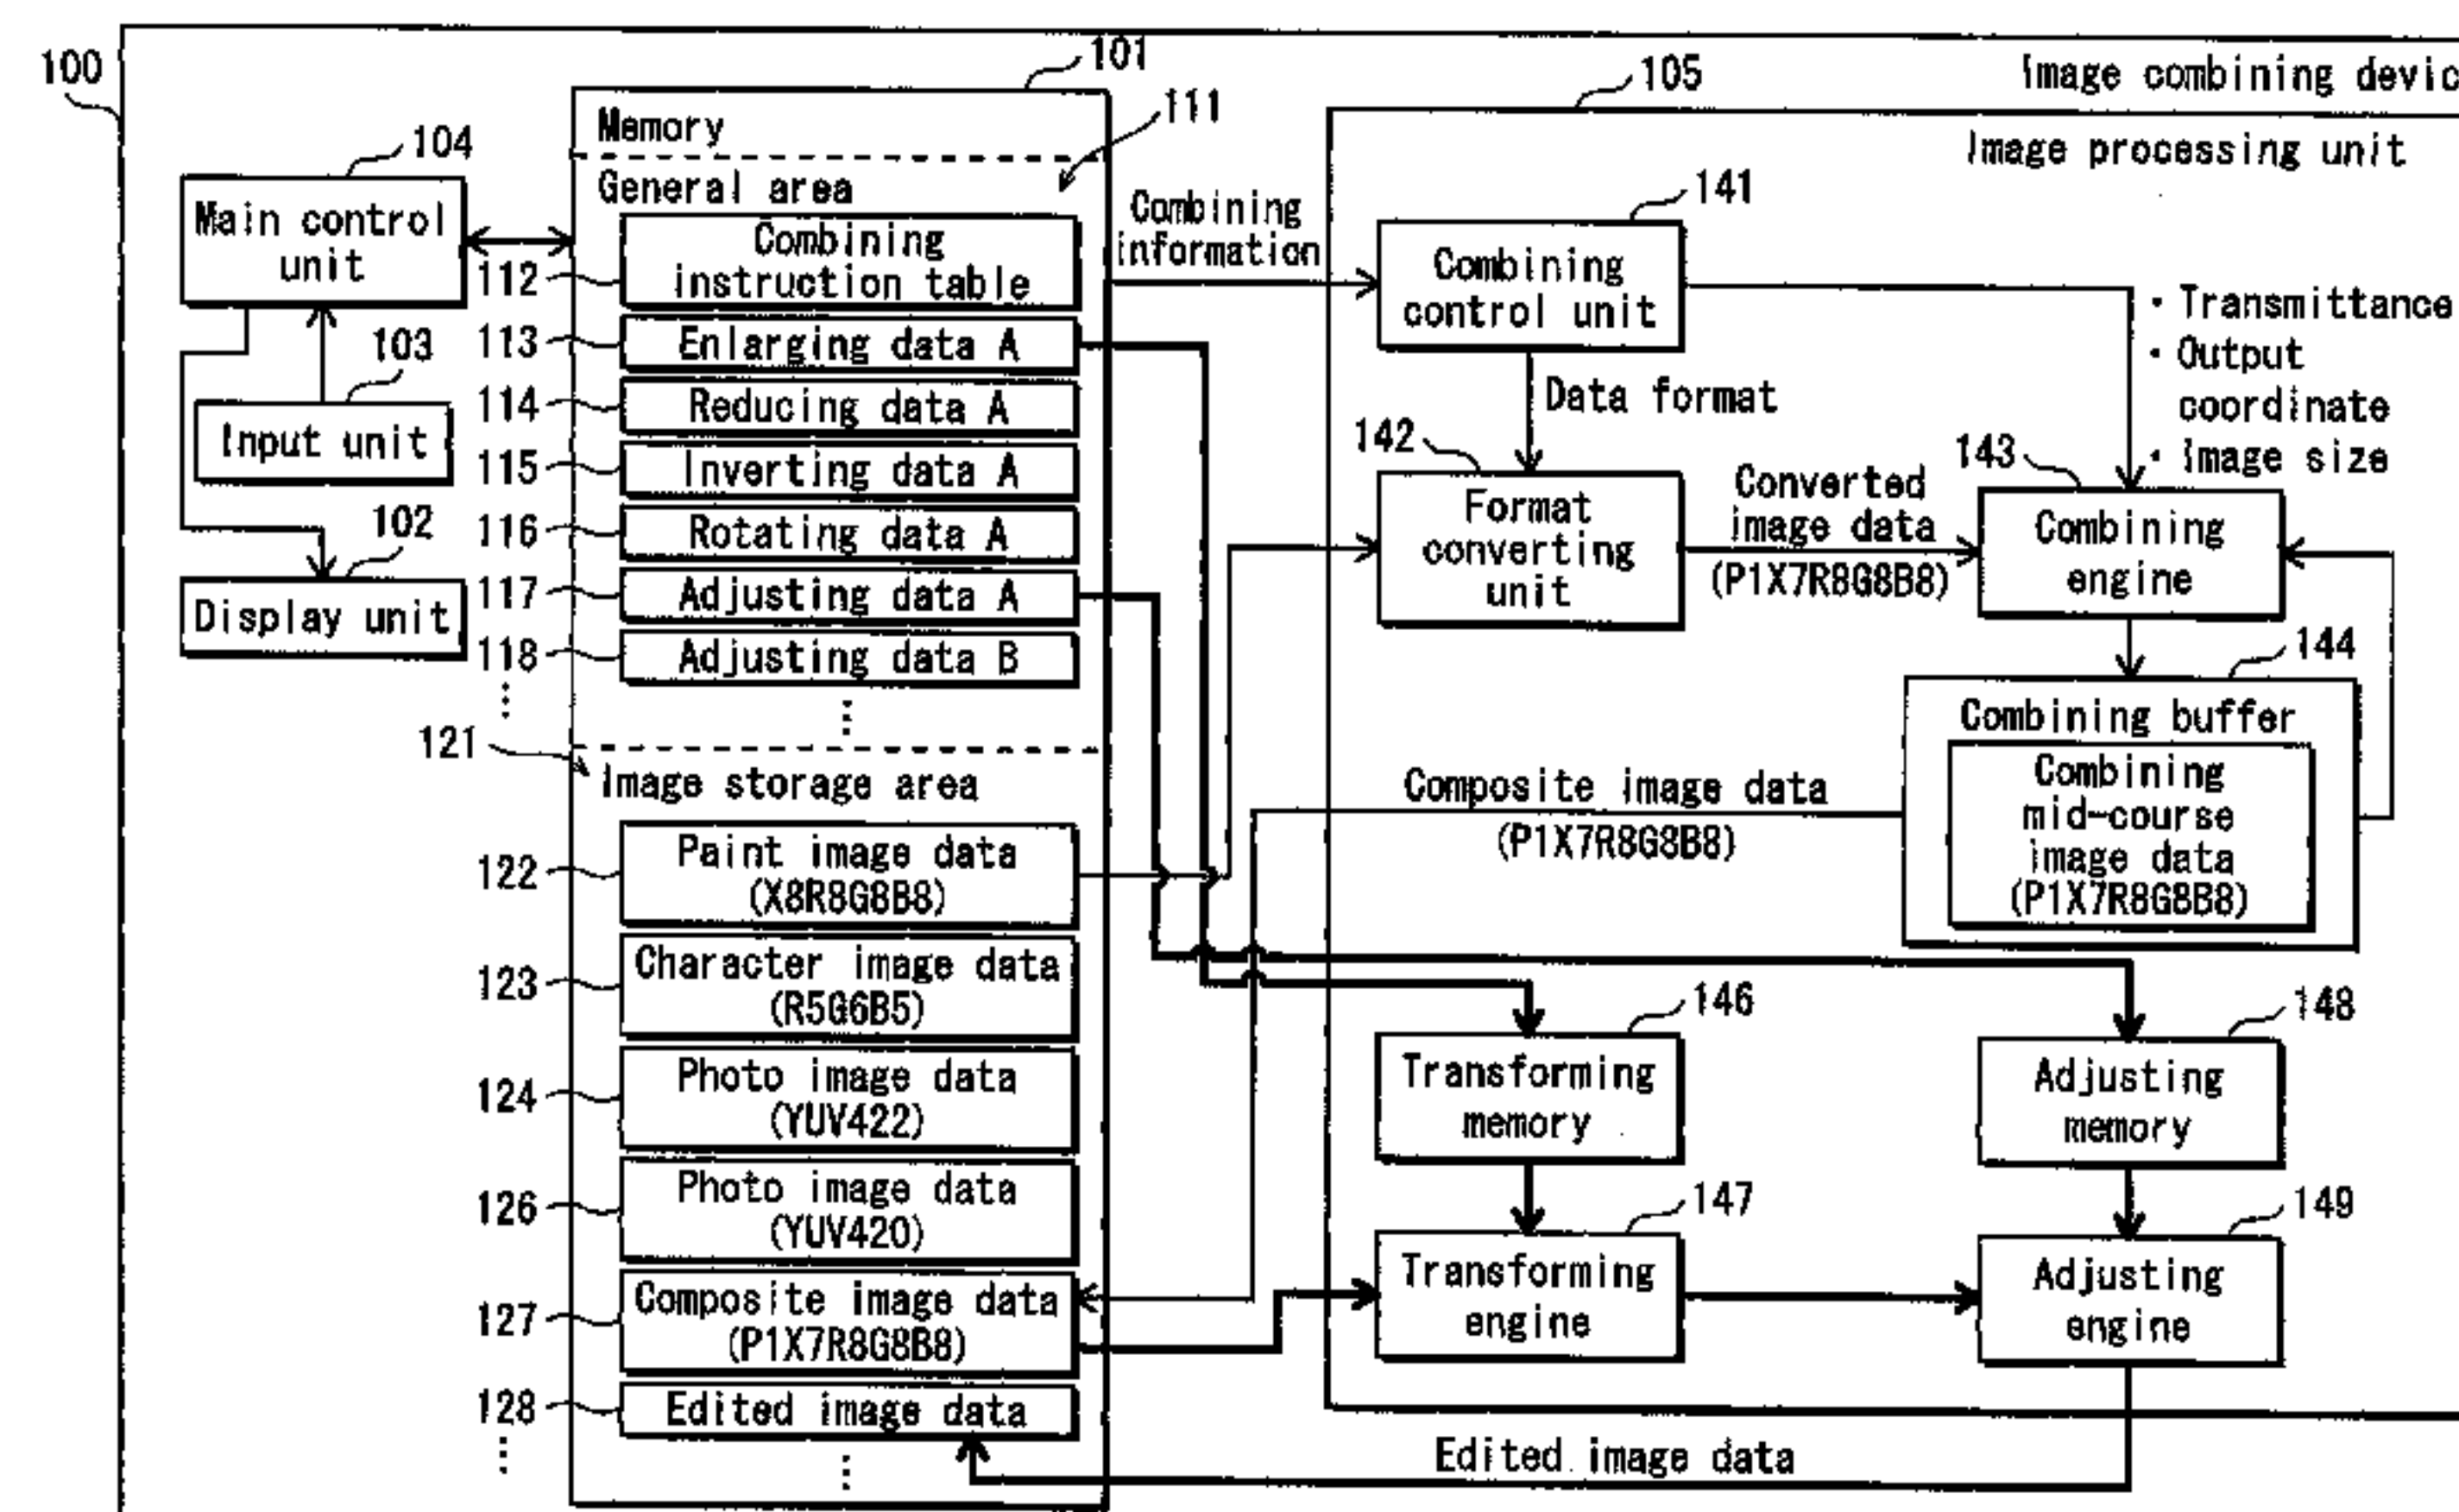 100
Image combining devic
104
Main control
unit
103
Input unit
102
Display unit
101
Memory
111
General area
112
Combining
instruction table
113
Enlarging data A
114
Reducing data A
115
Inverting data A
116
Rotating data A
117
Adjusting data A
118
Adjusting data B
121
Image storage area
122
Paint image data
(X8R8G8B8)
123
Character image data
(R5G6B5)
124
Photo image data
(YUV422)
126
Photo image data
(YUV420)
127
Composite image data
(P1X7R8G8B8)
128
Edited image data
Combining
information
105
Image processing unit
141
Combining
control unit
Data format
・Transmittance
・Output
coordinate
・Image size
142
Format
converting
unit
Converted
image data
(P1X7R8G8B8)
143
Combining
engine
144
Combining buffer
Combining
mid-course
image data
(P1X7R8G8B8)
Composite image data
(P1X7R8G8B8)
146
Transforming
memory
147
Transforming
engine
148
Adjusting
memory
149
Adjusting
engine
Edited image data